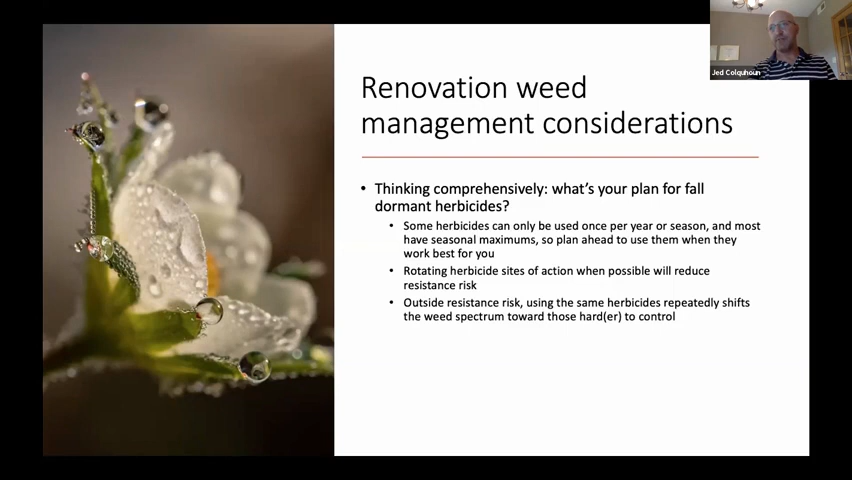 Jed Colquhoun
Renovation weed
management considerations
• Thinking comprehensively: what's your plan for fall
dormant herbicides?
• Some herbicides can only be used once per year or season, and most
have seasonal maximums, so plan ahead to use them when they
work best for you
• Rotating herbicide sites of action when possible will reduce
resistance risk
• Outside resistance risk, using the same herbicides repeatedly shifts
the weed spectrum toward those hard(er) to control